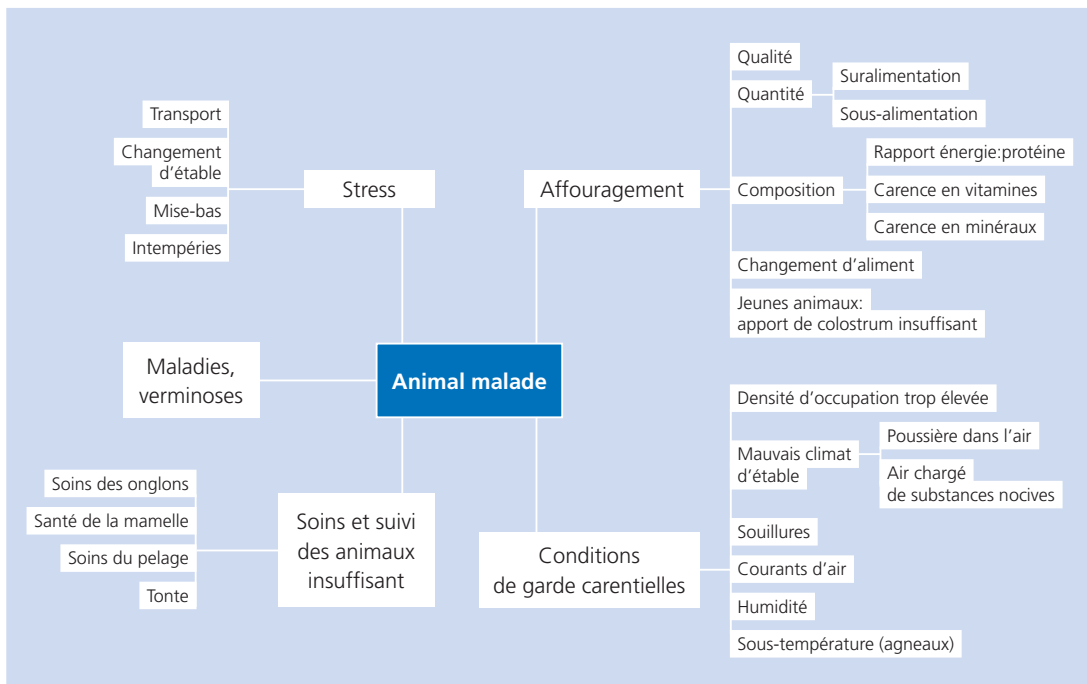 Transport
Changement
d'étable
Mise-bas
Intempéries
Stress
Affouragement
Qualité
Quantité
Suralimentation
Sous-alimentation
Composition
Rapport énergie:protéine
Carence en vitamines
Carence en minéraux
Changement d'aliment
Jeunes animaux:
apport de colostrum insuffisant
Maladies,
verminoses
Animal malade
Soins des onglons
Santé de la mamelle
Soins du pelage
Tonte
Soins et suivi
des animaux
insuffisant
Conditions
de garde carentielles
Densité d'occupation trop élevée
Mauvais climat
d'étable
Poussière dans l'air
Air chargé
de substances nocives
Souillures
Courants d'air
Humidité
Sous-température (agneaux)